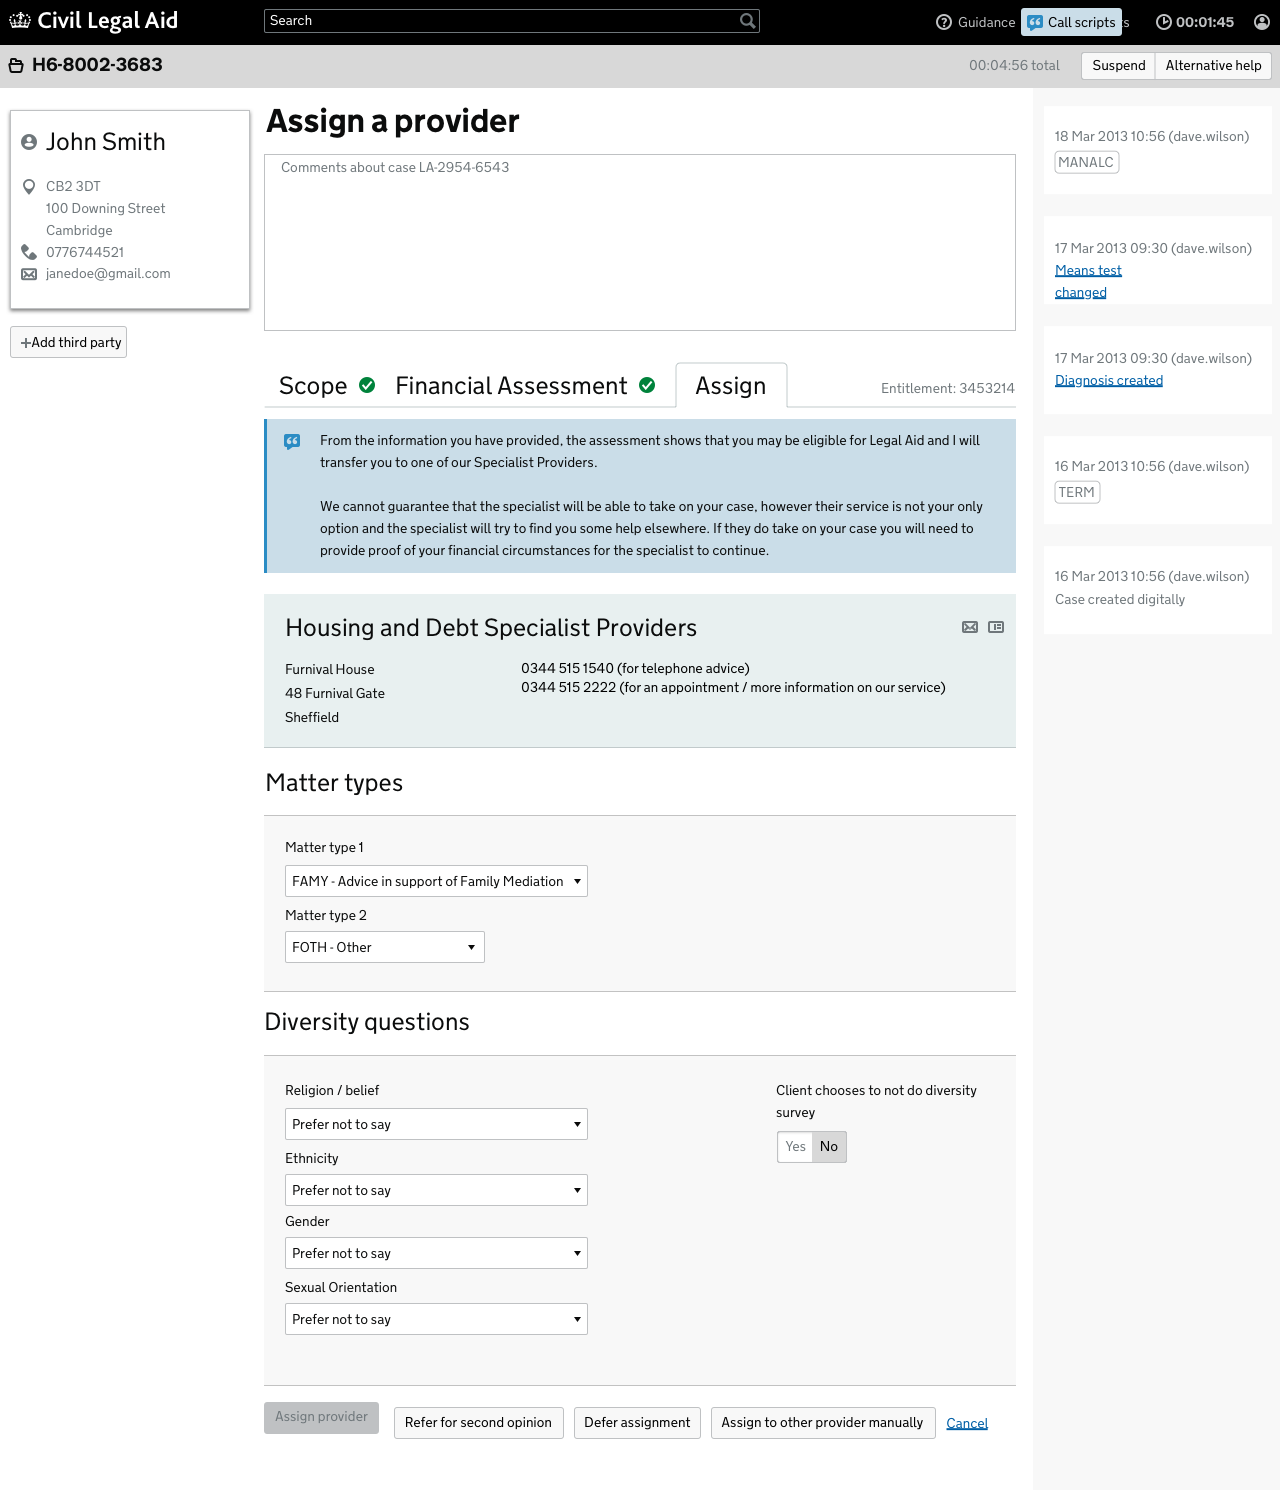 Civil Legal Aid
Search
Guidance
Call scripts
ts
00:01:45
H6-8002-3683
00:04:56 total
Suspend
Alternative help
John Smith
CB2 3DT
100 Downing Street
Cambridge
0776744521
janedoe@gmail.com
+Add third party
Assign a provider
Comments about case LA-2954-6543
Scope
Financial Assessment
Assign
Entitlement: 3453214
From the information you have provided, the assessment shows that you may be eligible for Legal Aid and I will
transfer you to one of our Specialist Providers.
We cannot guarantee that the specialist will be able to take on your case, however their service is not your only
option and the specialist will try to find you some help elsewhere. If they do take on your case you will need to
provide proof of your financial circumstances for the specialist to continue.
Housing and Debt Specialist Providers
Furnival House
48 Furnival Gate
Sheffield
0344 515 1540 (for telephone advice)
0344 515 2222 (for an appointment / more information on our service)
Matter types
Matter type 1
FAMY - Advice in support of Family Mediation
Matter type 2
FOTH - Other
Diversity questions
Religion / belief
Prefer not to say
Ethnicity
Prefer not to say
Gender
Prefer not to say
Sexual Orientation
Prefer not to say
Client chooses to not do diversity
survey
Yes
No
Assign provider
Refer for second opinion
Defer assignment
Assign to other provider manually
Cancel
18 Mar 2013 10:56 (dave.wilson)
MANALC
17 Mar 2013 09:30 (dave.wilson)
Means test
changed
17 Mar 2013 09:30 (dave.wilson)
Diagnosis created
16 Mar 2013 10:56 (dave.wilson)
TERM
16 Mar 2013 10:56 (dave.wilson)
Case created digitally